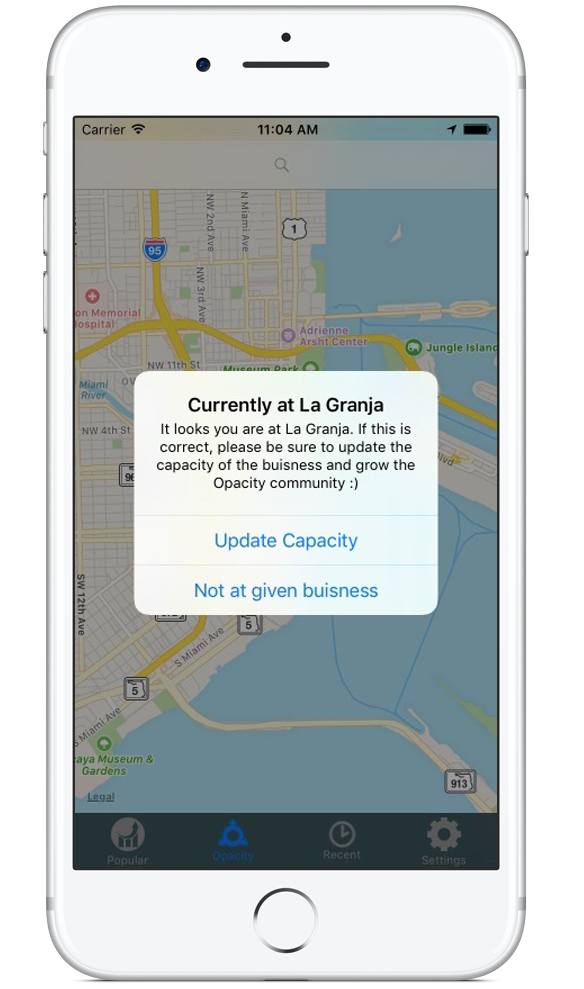 Carrier
11:04 AM
NW 2nd Ave
N Miami Ave
1
95
NW 3rd Ave
on Memorial
Hospital
Adrienne
Arsht Center
Jungle Island
NW 11th St
Museum Park
Miami
River
NW 4th St
Currently at La Granja
It looks you are at La Granja. If this is
correct, please be sure to update the
capacity of the buisness and grow the
Opacity community :)
Update Capacity
Not at given buisness
SW 12th Ave
5
S Miami Ave
5
S Miami Ave
aya Museum &
Gardens
913
Legal
Popular
Opacity
Recent
Settings